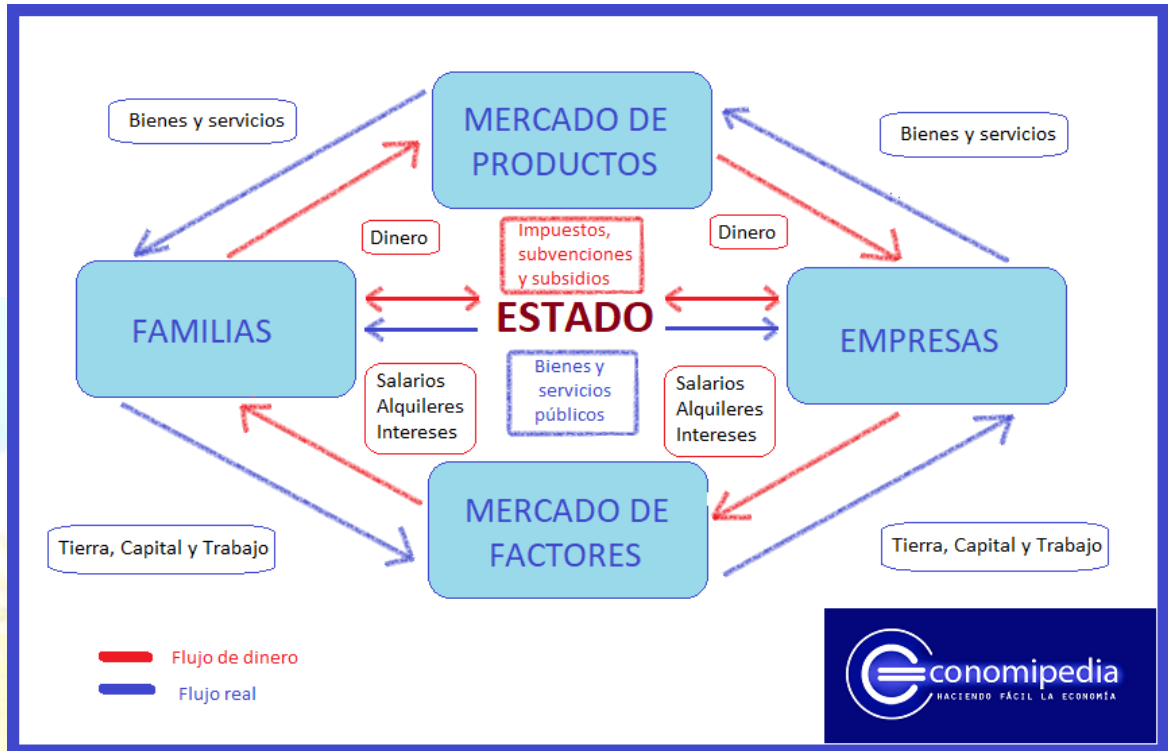 MERCADO DE
PRODUCTOS
Bienes y servicios
Bienes y servicios
Dinero
Impuestos,
subvenciones
y subsidios
Dinero
FAMILIAS
ESTADO
EMPRESAS
Salarios
Alquileres
Intereses
Bienes y
servicios
públicos
Salarios
Alquileres
Intereses
MERCADO DE
FACTORES
Tierra, Capital y Trabajo
Tierra, Capital y Trabajo
Flujo de dinero
Flujo real
Economipedia
HACIENDO FÁCIL LA ECONOMÍA